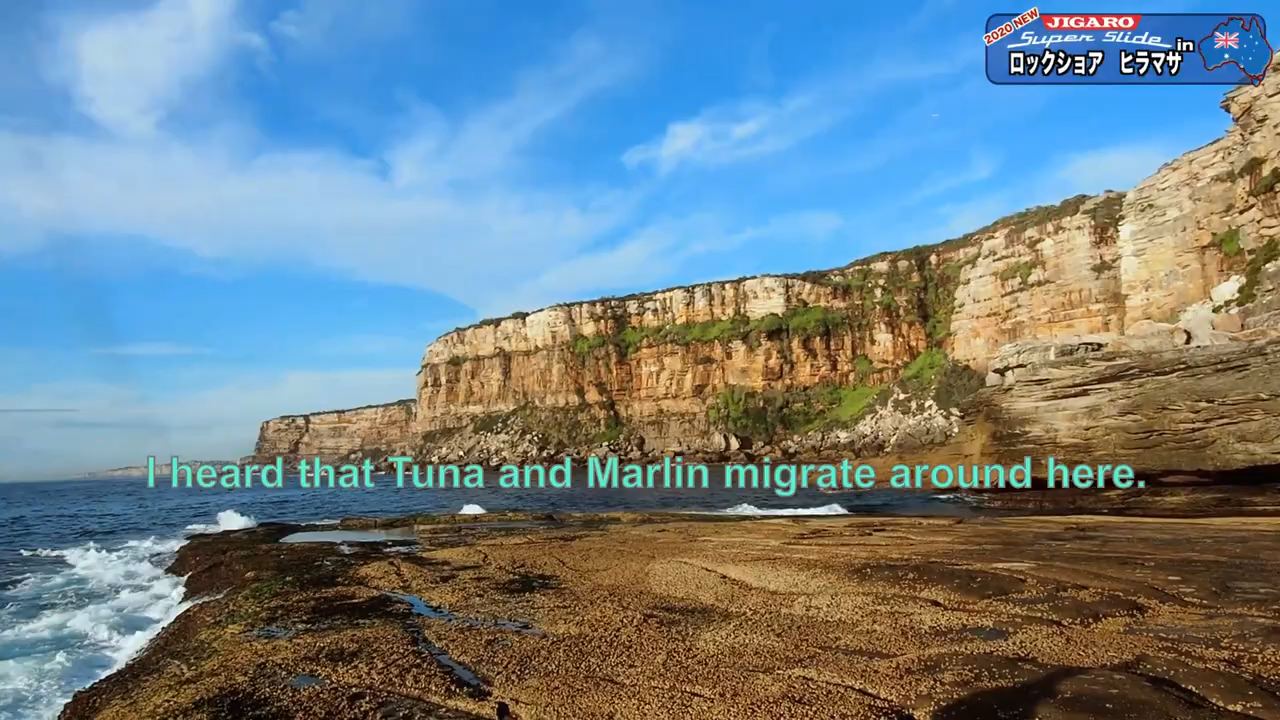 2020 NEW
JIGARO
Super Slide in
ロックショア ヒラマサ
I heard that Tuna and Marlin migrate around here.